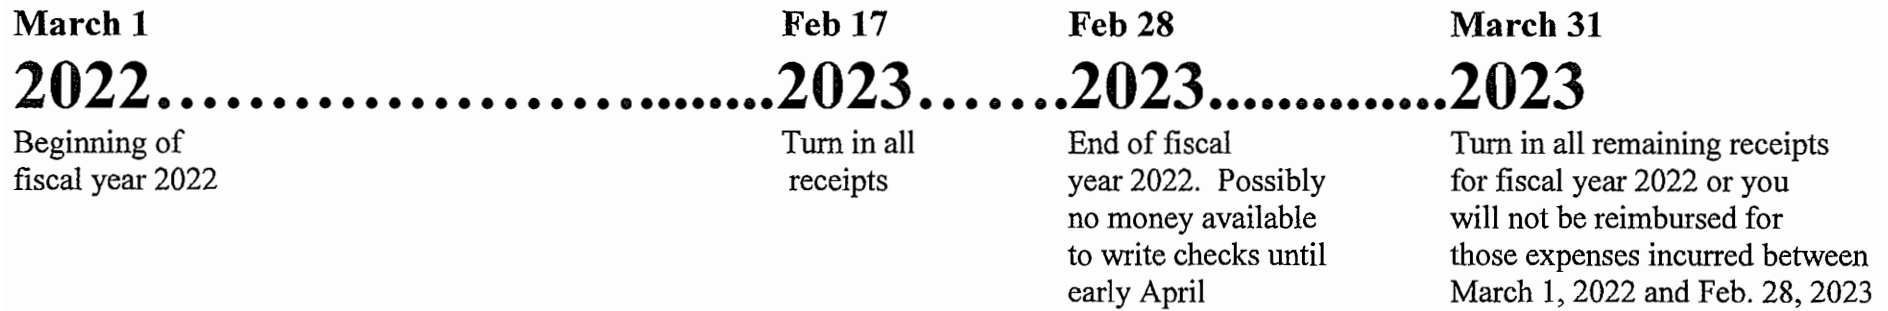 March 1 Feb 17 Feb 28 March 31
2022..............................2023.......2023..............2023
Beginning of Turn in all End of fiscal Turn in all remaining receipts
fiscal year 2022 receipts year 2022. Possibly for fiscal year 2022 or you
no money available will not be reimbursed for
to write checks until those expenses incurred between
early April March 1, 2022 and Feb. 28, 2023